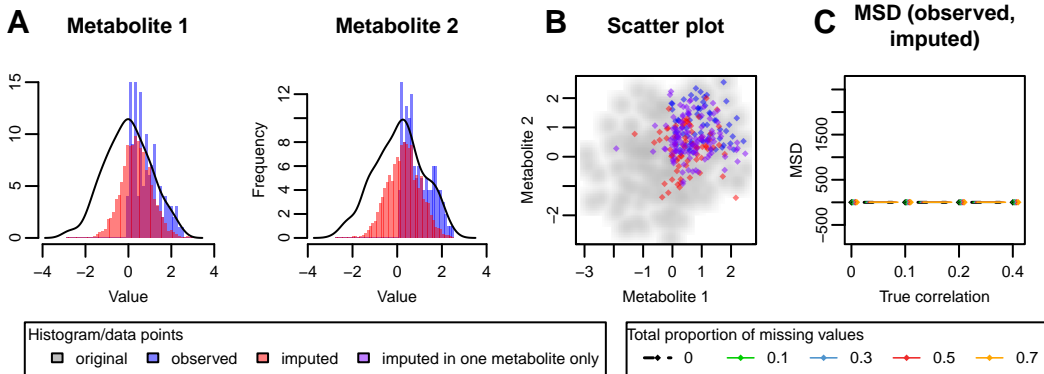 A
Metabolite 1
Metabolite 2
B
Scatter plot
C
MSD (observed,
imputed)
15
10
5
0
−4
−2
0
2
4
Value
Frequency
12
8
6
4
2
0
−4
−2
0
2
4
Value
Metabolite 2
2
1
0
−2
−3
−1
0
1
2
Metabolite 1
MSD
1500
500
0
−500
0
0.1
0.2
0.4
True correlation
Histogram/data points
original
observed
imputed
imputed in one metabolite only
Total proportion of missing values
0
0.1
0.3
0.5
0.7